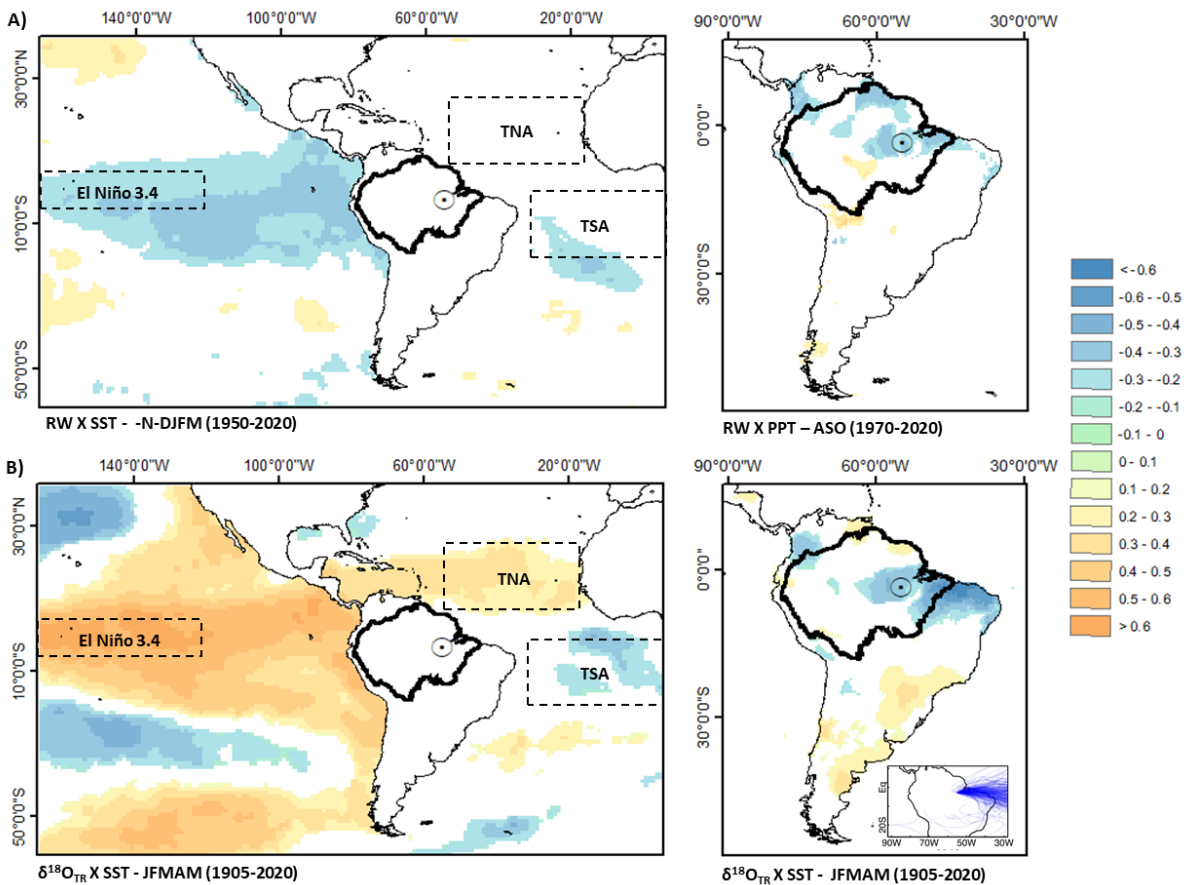 A)
140°0'0"W 100°0'0"W 60°0'0"W 20°0'0"W
30°0'0"N
10°0'0"S
50°0'0"S
El Niño 3.4
TNA
TSA
RW X SST - -N-DJFM (1950-2020)
90°0'0"W 60°0'0"W 30°0'0"W
0°0'0"
30°0'0"S
RW X PPT – ASO (1970-2020)
B)
140°0'0"W 100°0'0"W 60°0'0"W 20°0'0"W
30°0'0"N
10°0'0"S
50°0'0"S
El Niño 3.4
TNA
TSA
δ¹⁸O_TR X SST - JFMAM (1905-2020)
90°0'0"W 60°0'0"W 30°0'0"W
0°0'0"
30°0'0"S
Eq
20S
90W 70W 50W 30W
δ¹⁸O_TR X SST - JFMAM (1905-2020)
< -0.6
-0.6 - -0.5
-0.5 - -0.4
-0.4 - -0.3
-0.3 - -0.2
-0.2 - -0.1
-0.1 - 0
0 - 0.1
0.1 - 0.2
0.2 - 0.3
0.3 - 0.4
0.4 - 0.5
0.5 - 0.6
> 0.6